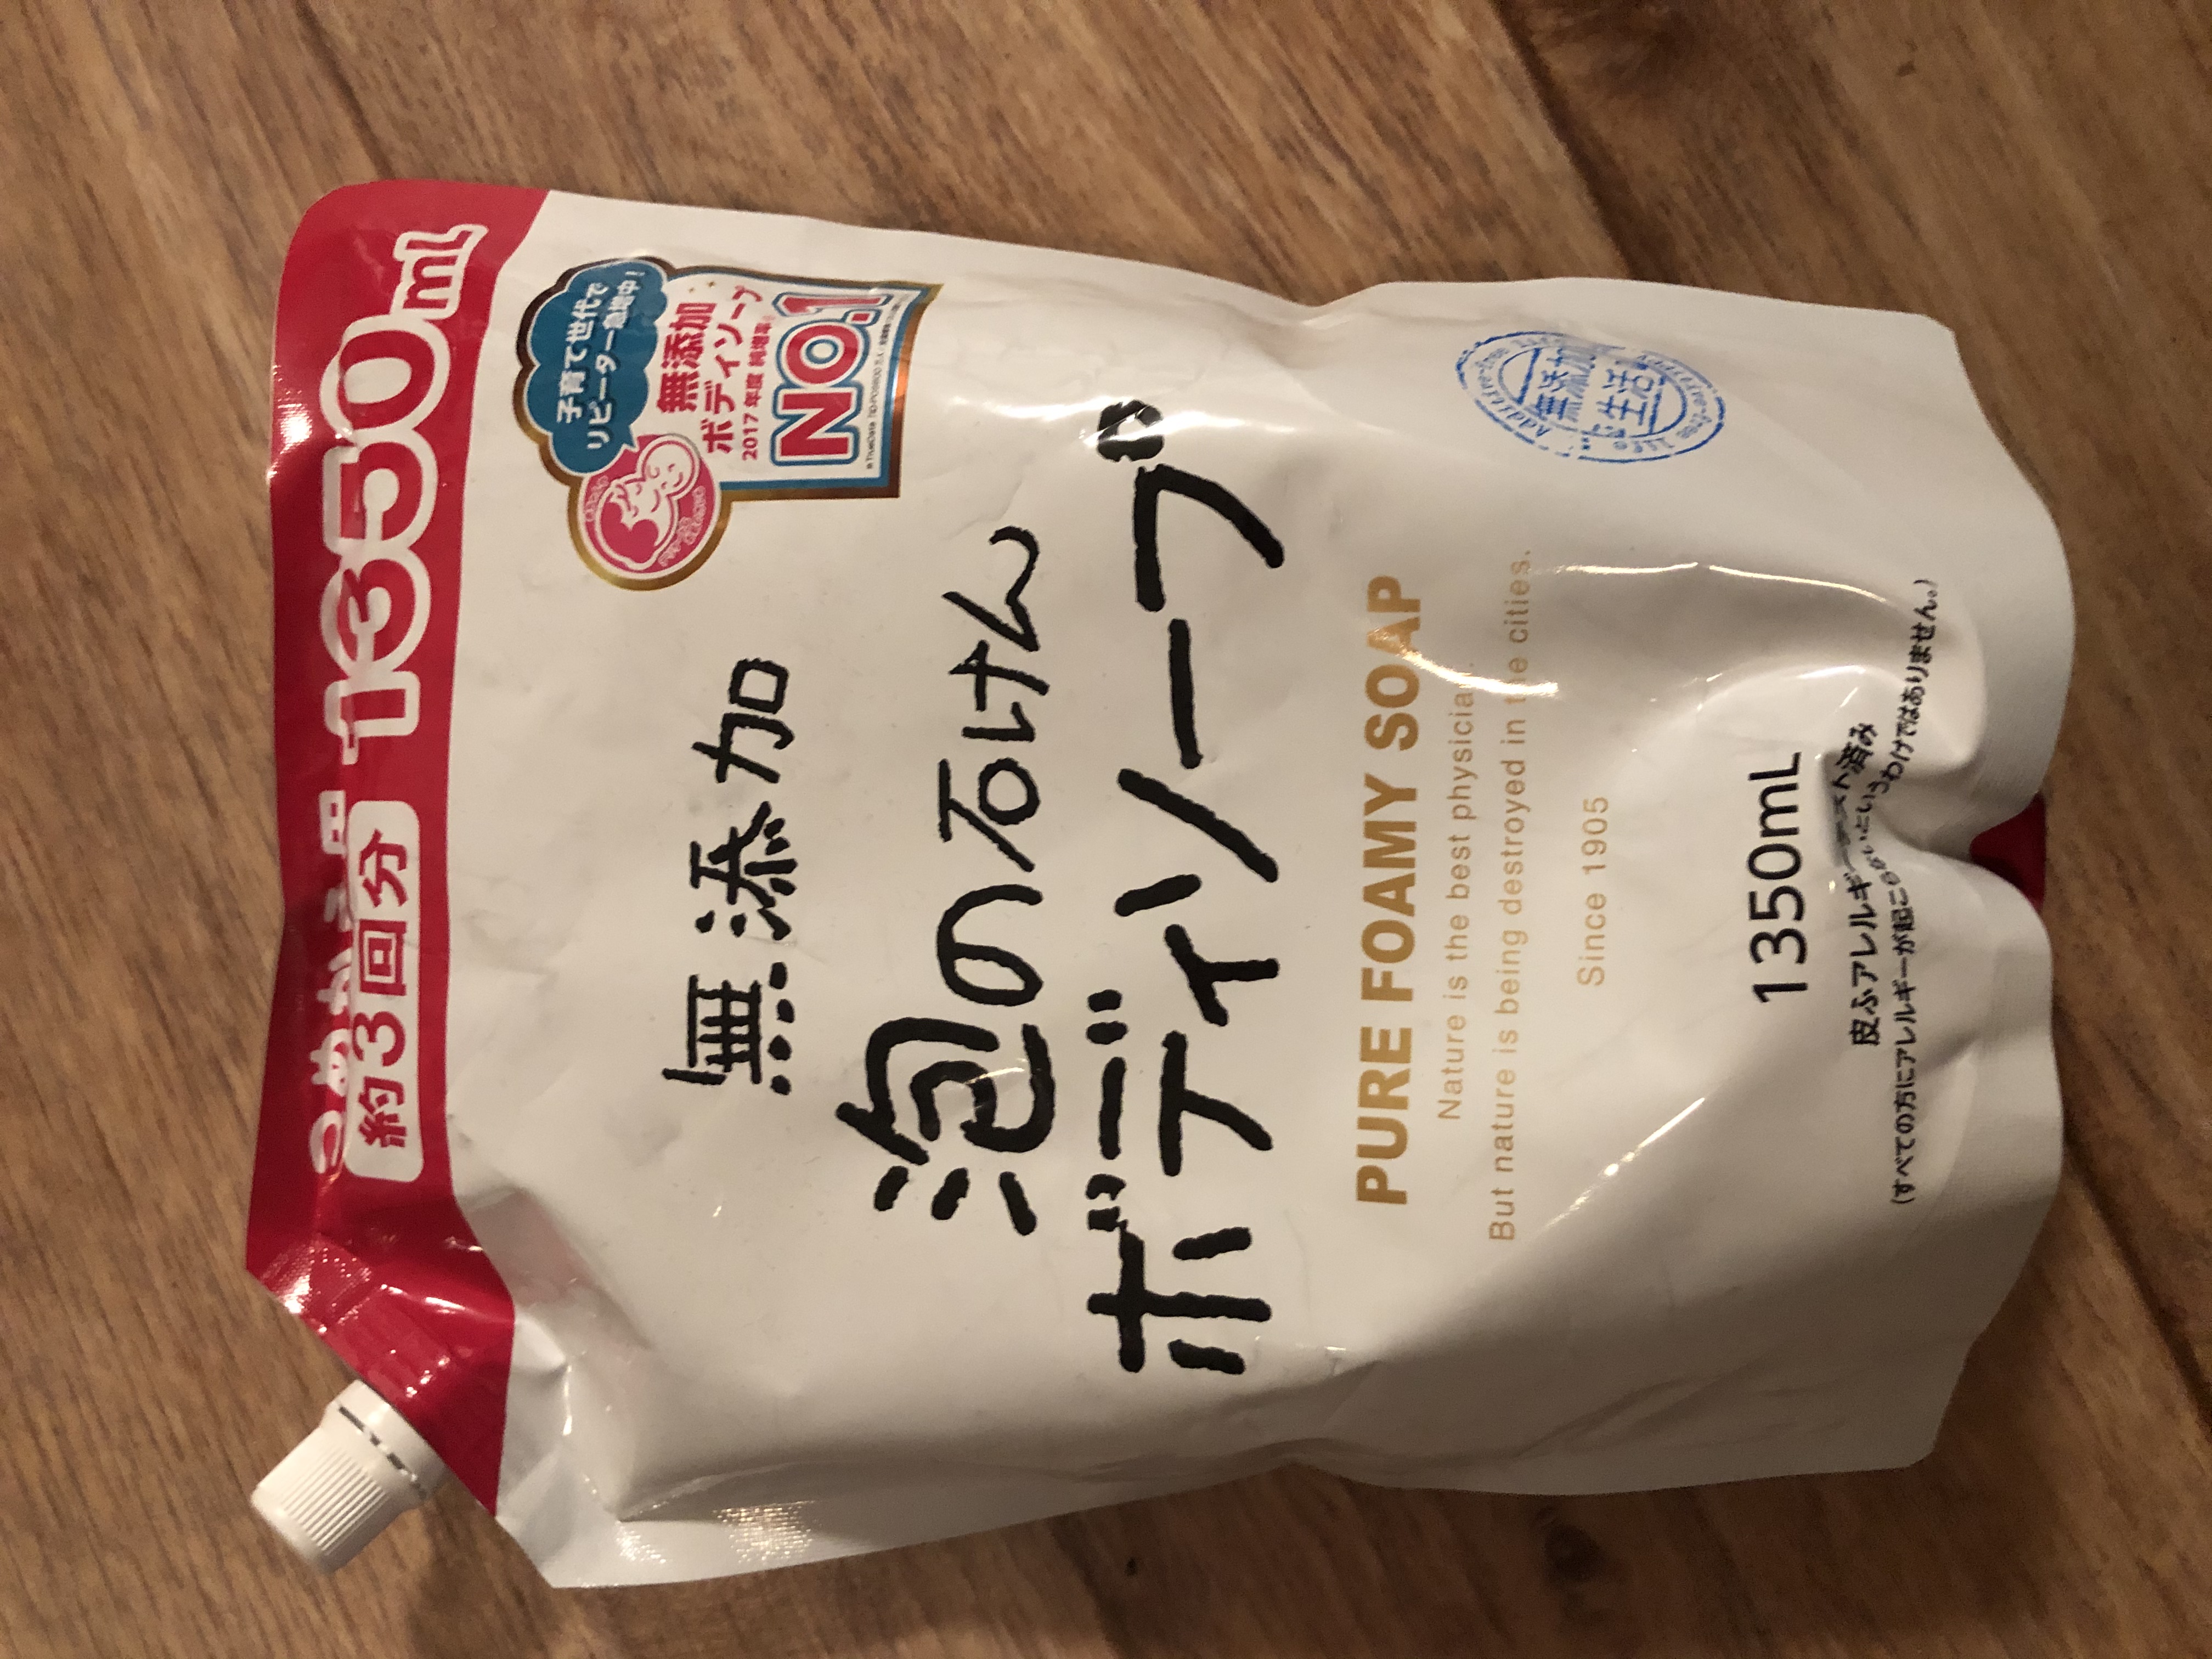 つめかえ用 1350mL
約3回分
子育て世代で
リピーター急増中!
無添加
ボディソープ
2017年度 純増率
NO.1
無添加
泡の石けん
ボディソープ
PURE FOAMY SOAP
Nature is the best physician.
But nature is being destroyed in the cities.
Since 1905
無添加
生活
1350mL
皮ふアレルギーテスト済み
(すべての方にアレルギーが起こらないというわけではありません。)